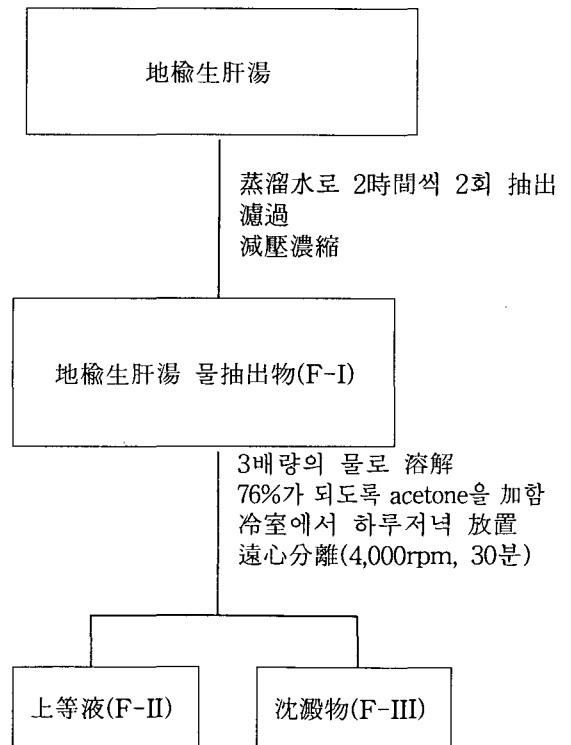 地楡生肝湯
蒸溜水로 2時間씩 2회 抽出
濾過
減壓濃縮
地楡生肝湯 물抽出物(F-I)
3배량의 물로 溶解
76%가 되도록 acetone을 加함
冷室에서 하루저녁 放置
遠心分離(4,000rpm, 30분)
上等液(F-II)
沈澱物(F-III)